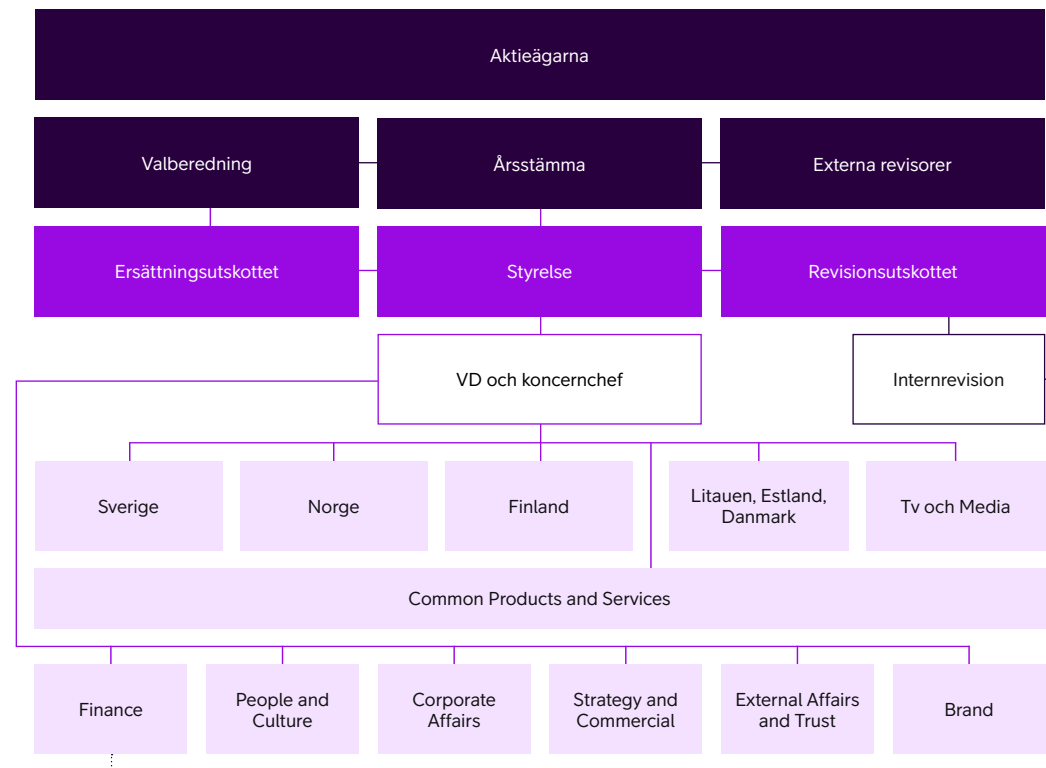 Aktieägarna
Valberedning
Årsstämma
Externa revisorer
Ersättningsutskottet
Styrelse
Revisionsutskottet
VD och koncernchef
Internrevision
Sverige
Norge
Finland
Litauen, Estland,
Danmark
Tv och Media
Common Products and Services
Finance
People and
Culture
Corporate
Affairs
Strategy and
Commercial
External Affairs
and Trust
Brand